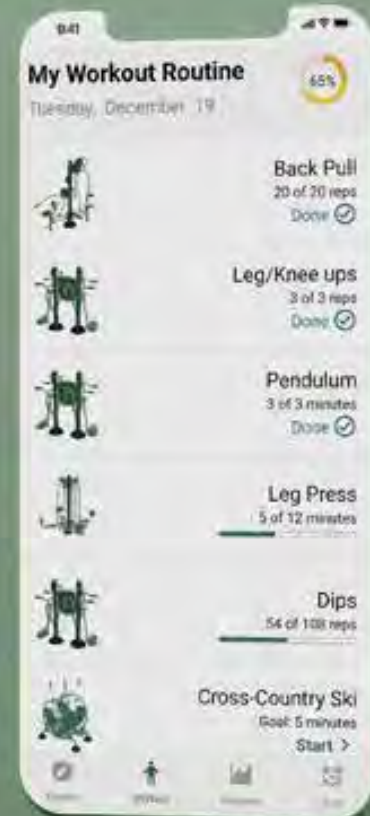 9:41
My Workout Routine
65%
Tuesday, December 19
Back Pull
20 of 20 reps
Done
Leg/Knee ups
3 of 3 reps
Done
Pendulum
3 of 3 minutes
Done
Leg Press
5 of 12 minutes
Dips
54 of 108 reps
Cross-Country Ski
Goal: 5 minutes
Start >